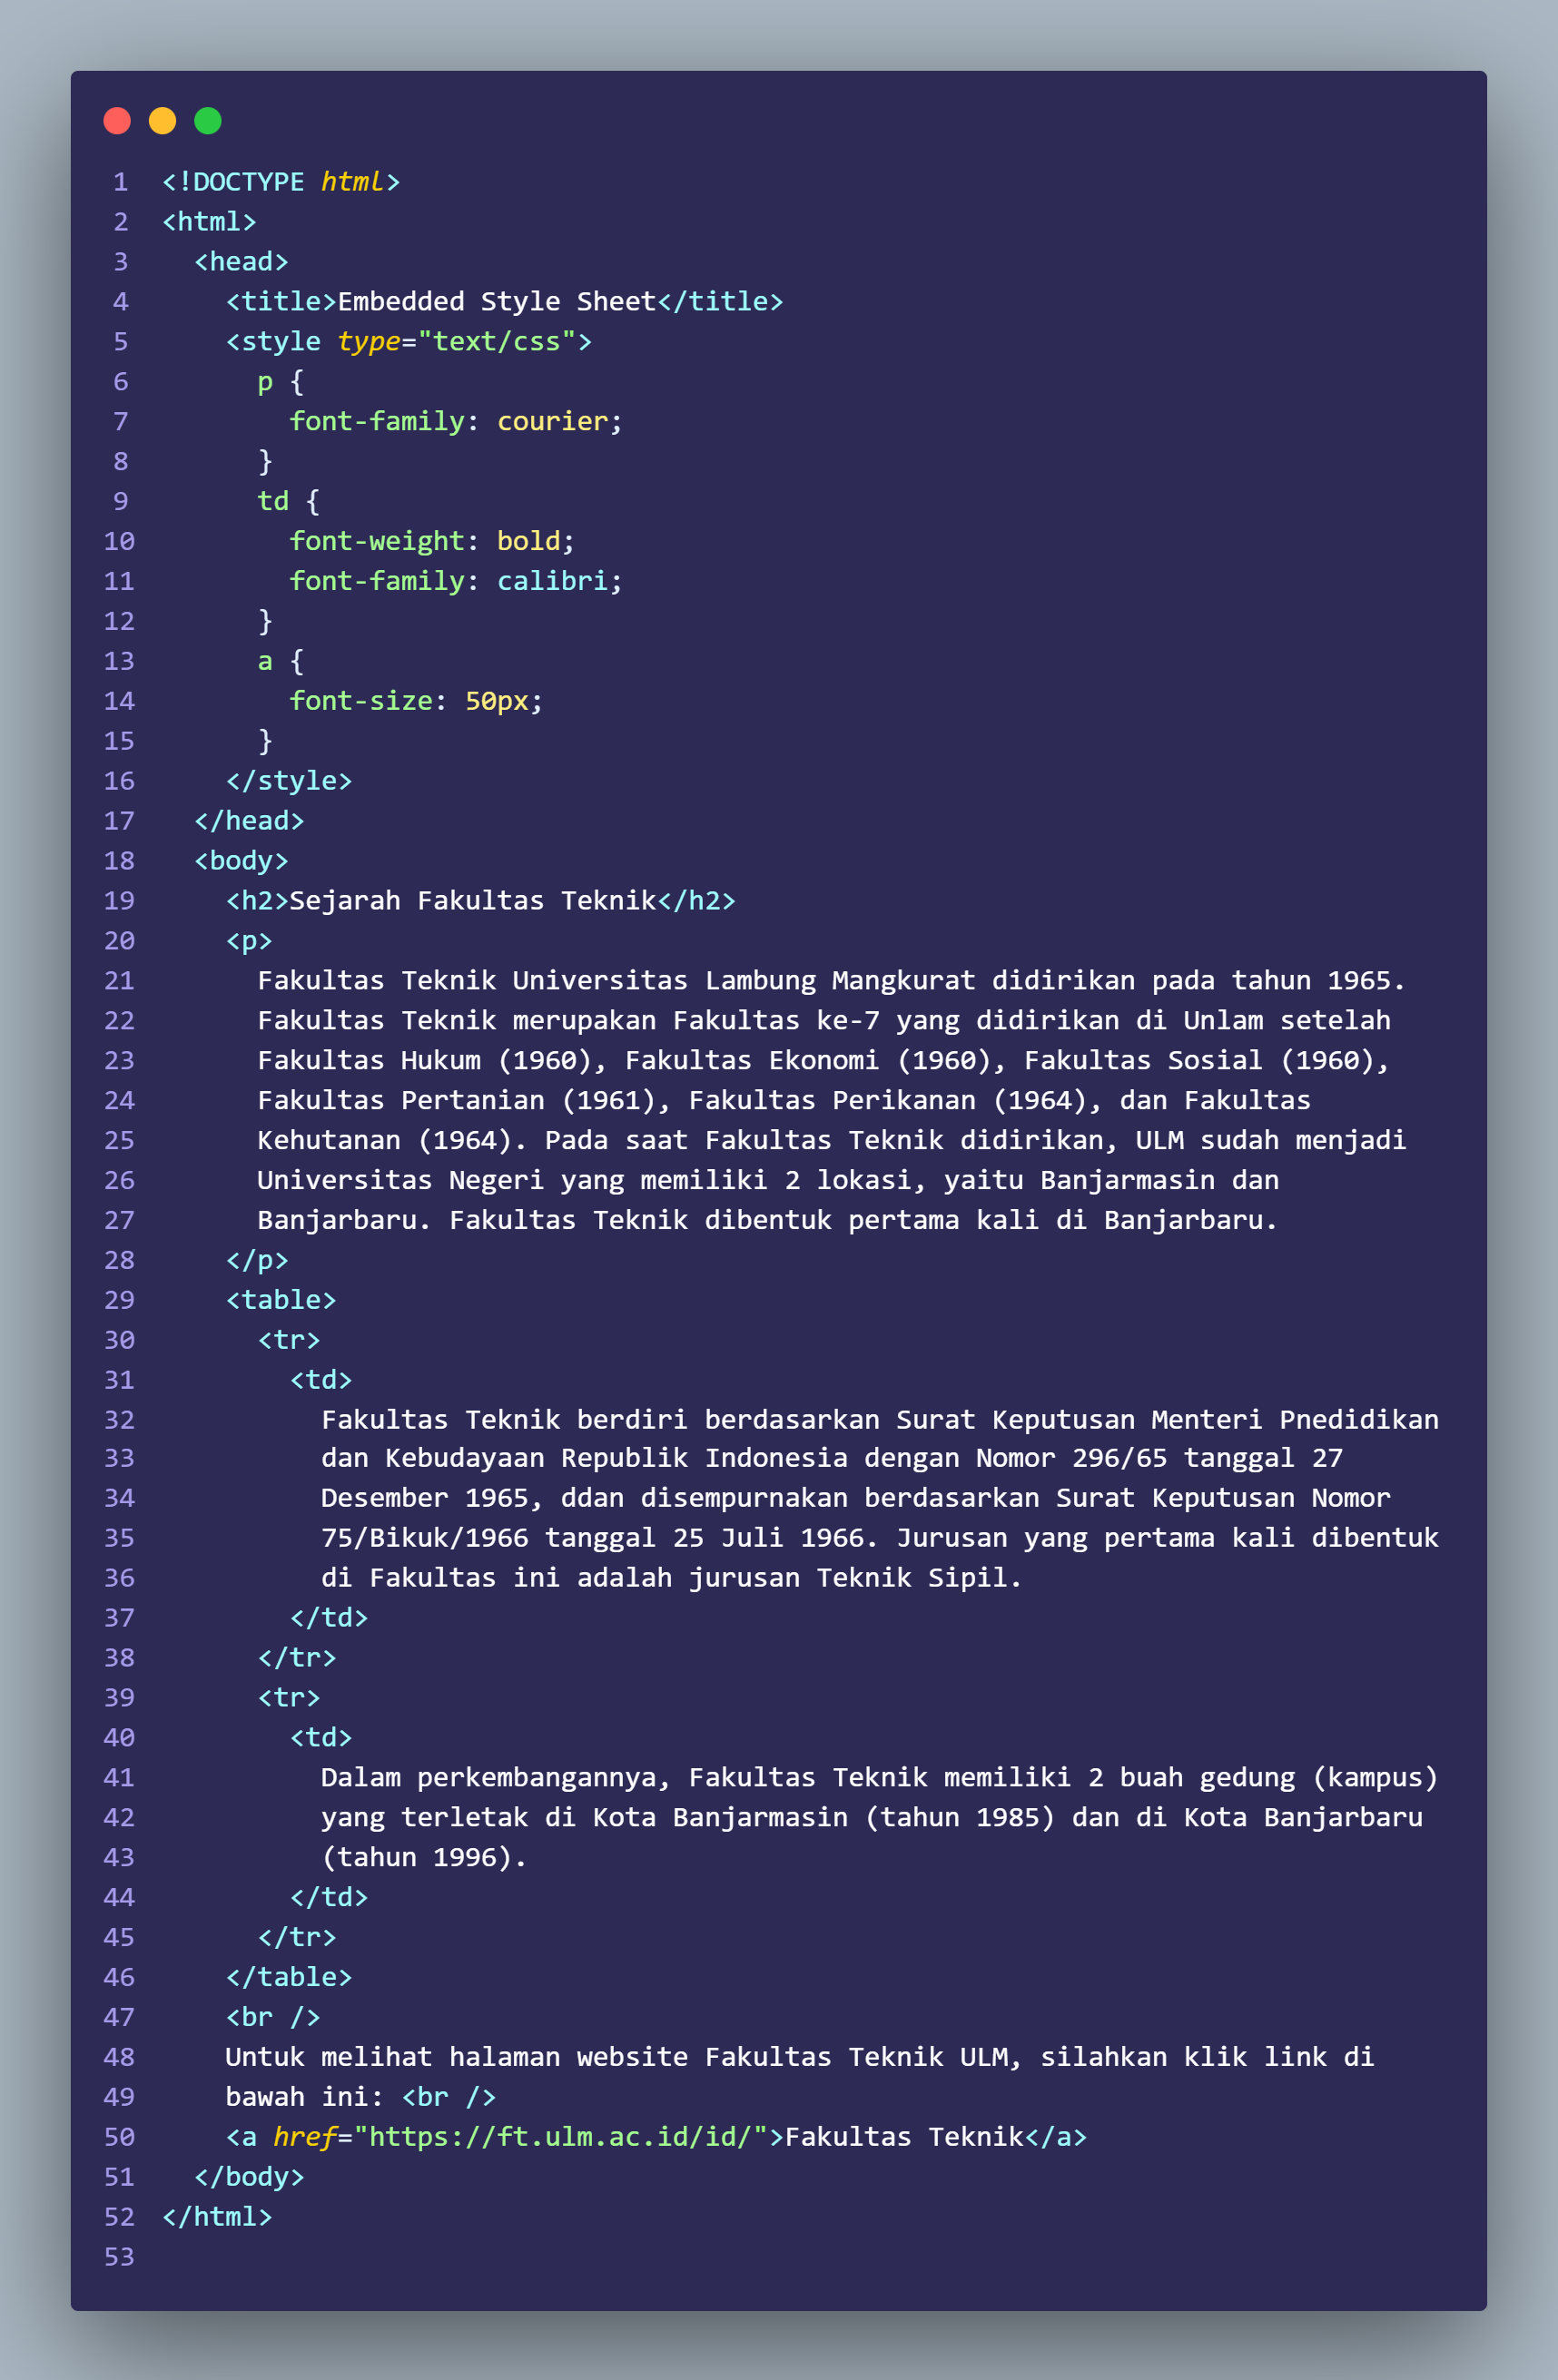 1 <!DOCTYPE html>
2 <html>
3   <head>
4     <title>Embedded Style Sheet</title>
5     <style type="text/css">
6       p {
7         font-family: courier;
8       }
9       td {
10         font-weight: bold;
11         font-family: calibri;
12       }
13       a {
14         font-size: 50px;
15       }
16     </style>
17   </head>
18   <body>
19     <h2>Sejarah Fakultas Teknik</h2>
20     <p>
21       Fakultas Teknik Universitas Lambung Mangkurat didirikan pada tahun 1965.
22       Fakultas Teknik merupakan Fakultas ke-7 yang didirikan di Unlam setelah
23       Fakultas Hukum (1960), Fakultas Ekonomi (1960), Fakultas Sosial (1960),
24       Fakultas Pertanian (1961), Fakultas Perikanan (1964), dan Fakultas
25       Kehutanan (1964). Pada saat Fakultas Teknik didirikan, ULM sudah menjadi
26       Universitas Negeri yang memiliki 2 lokasi, yaitu Banjarmasin dan
27       Banjarbaru. Fakultas Teknik dibentuk pertama kali di Banjarbaru.
28     </p>
29     <table>
30       <tr>
31         <td>
32           Fakultas Teknik berdiri berdasarkan Surat Keputusan Menteri Pnedidikan
33           dan Kebudayaan Republik Indonesia dengan Nomor 296/65 tanggal 27
34           Desember 1965, ddan disempurnakan berdasarkan Surat Keputusan Nomor
35           75/Bikuk/1966 tanggal 25 Juli 1966. Jurusan yang pertama kali dibentuk
36           di Fakultas ini adalah jurusan Teknik Sipil.
37         </td>
38       </tr>
39       <tr>
40         <td>
41           Dalam perkembangannya, Fakultas Teknik memiliki 2 buah gedung (kampus)
42           yang terletak di Kota Banjarmasin (tahun 1985) dan di Kota Banjarbaru
43           (tahun 1996).
44         </td>
45       </tr>
46     </table>
47     <br />
48     Untuk melihat halaman website Fakultas Teknik ULM, silahkan klik link di
49     bawah ini: <br />
50     <a href="https://ft.ulm.ac.id/id/">Fakultas Teknik</a>
51   </body>
52 </html>
53